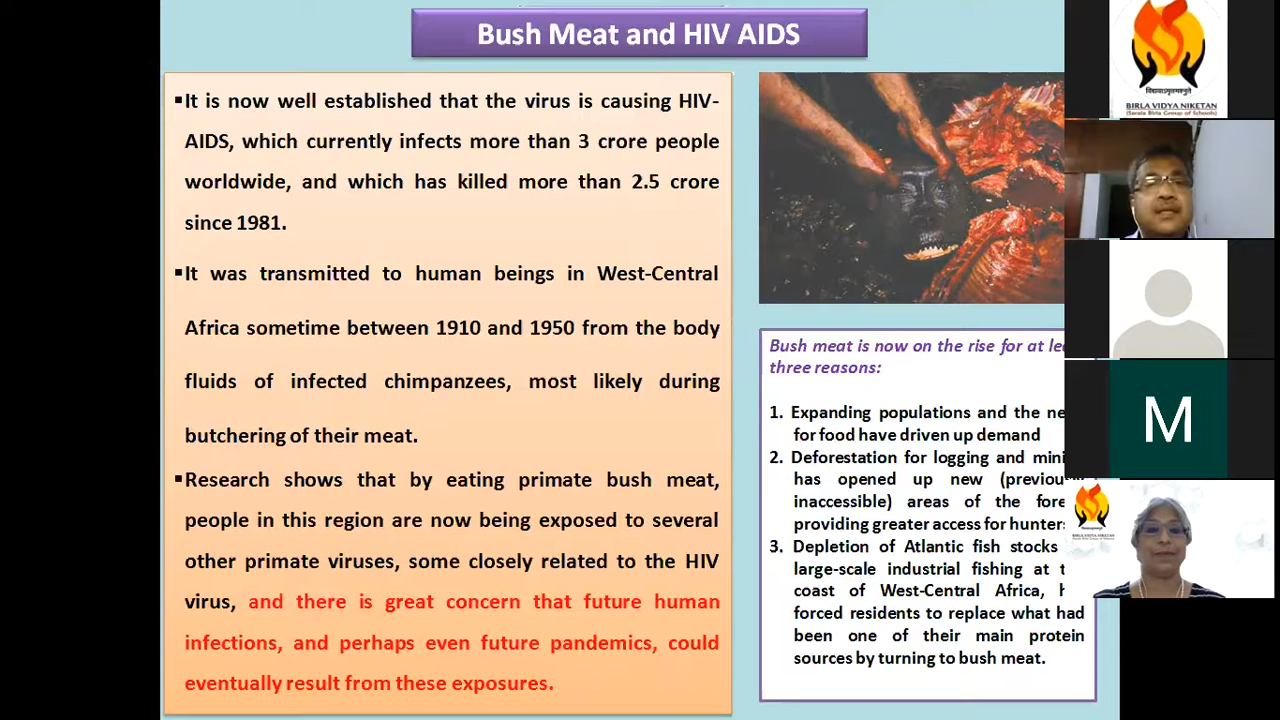 Bush Meat and HIV AIDS
▪It is now well established that the virus is causing HIV-
AIDS, which currently infects more than 3 crore people
worldwide, and which has killed more than 2.5 crore
since 1981.
▪It was transmitted to human beings in West-Central
Africa sometime between 1910 and 1950 from the body
fluids of infected chimpanzees, most likely during
butchering of their meat.
▪Research shows that by eating primate bush meat,
people in this region are now being exposed to several
other primate viruses, some closely related to the HIV
virus, and there is great concern that future human
infections, and perhaps even future pandemics, could
eventually result from these exposures.
Bush meat is now on the rise for at
three reasons:
1. Expanding populations and the
for food have driven up demand
2. Deforestation for logging and
has opened up new
inaccessible) areas of the
providing greater access for
3. Depletion of Atlantic fish stocks
large-scale industrial fishing at
coast of West-Central Africa,
forced residents to replace what had
been one of their main protein
sources by turning to bush meat.
BIRLA VIDYA NIKETAN
(Sarala Birla Group of Schools)
M